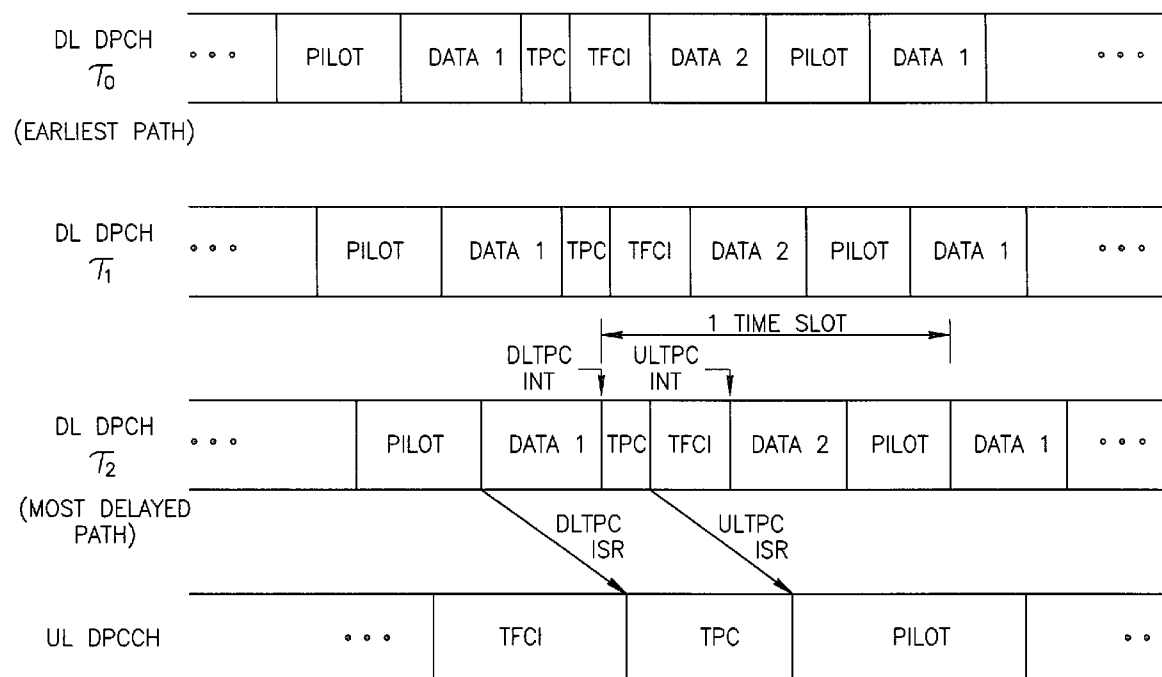 DL DPCH
τ0
(EARLIEST PATH)
PILOT DATA 1 TPC TFCI DATA 2 PILOT DATA 1
DL DPCH
τ1
PILOT DATA 1 TPC TFCI DATA 2 PILOT DATA 1
1 TIME SLOT
DLTPC
INT
ULTPC
INT
DL DPCH
τ2
(MOST DELAYED
PATH)
PILOT DATA 1 TPC TFCI DATA 2 PILOT DATA 1
DLTPC
ISR
ULTPC
ISR
UL DPCCH
TFCI TPC PILOT